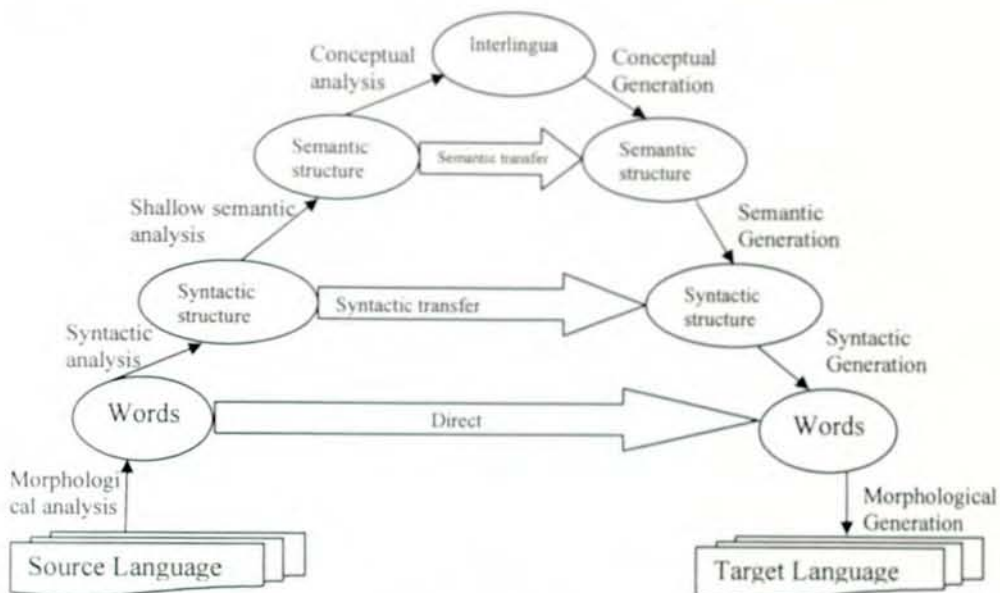 Interlingua
Conceptual
analysis
Conceptual
Generation
Semantic
structure
Semantic transfer
Semantic
structure
Shallow semantic
analysis
Semantic
Generation
Syntactic
structure
Syntactic transfer
Syntactic
structure
Syntactic
analysis
Syntactic
Generation
Words
Direct
Words
Morphologi
cal analysis
Morphological
Generation
Source Language
Target Language